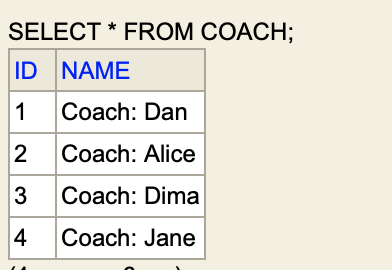 SELECT * FROM COACH;
ID NAME
1 Coach: Dan
2 Coach: Alice
3 Coach: Dima
4 Coach: Jane